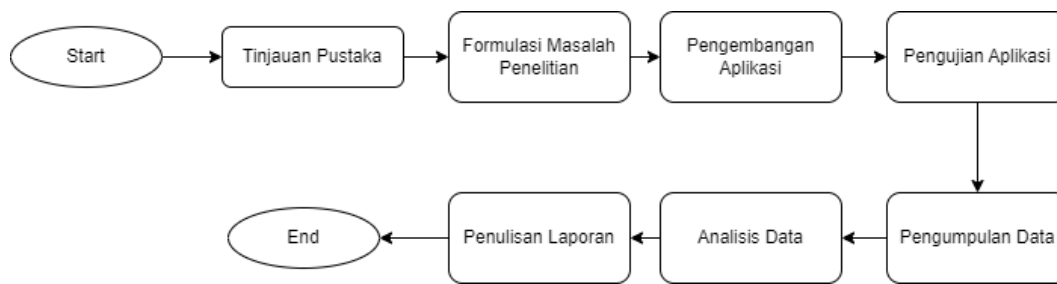 Start
Tinjauan Pustaka
Formulasi Masalah
Penelitian
Pengembangan
Aplikasi
Pengujian Aplikasi
Pengumpulan Data
Analisis Data
Penulisan Laporan
End